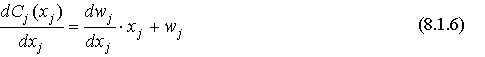 dC_j(x_j)/dx_j = dw_j/dx_j · x_j + w_j (8.1.6)